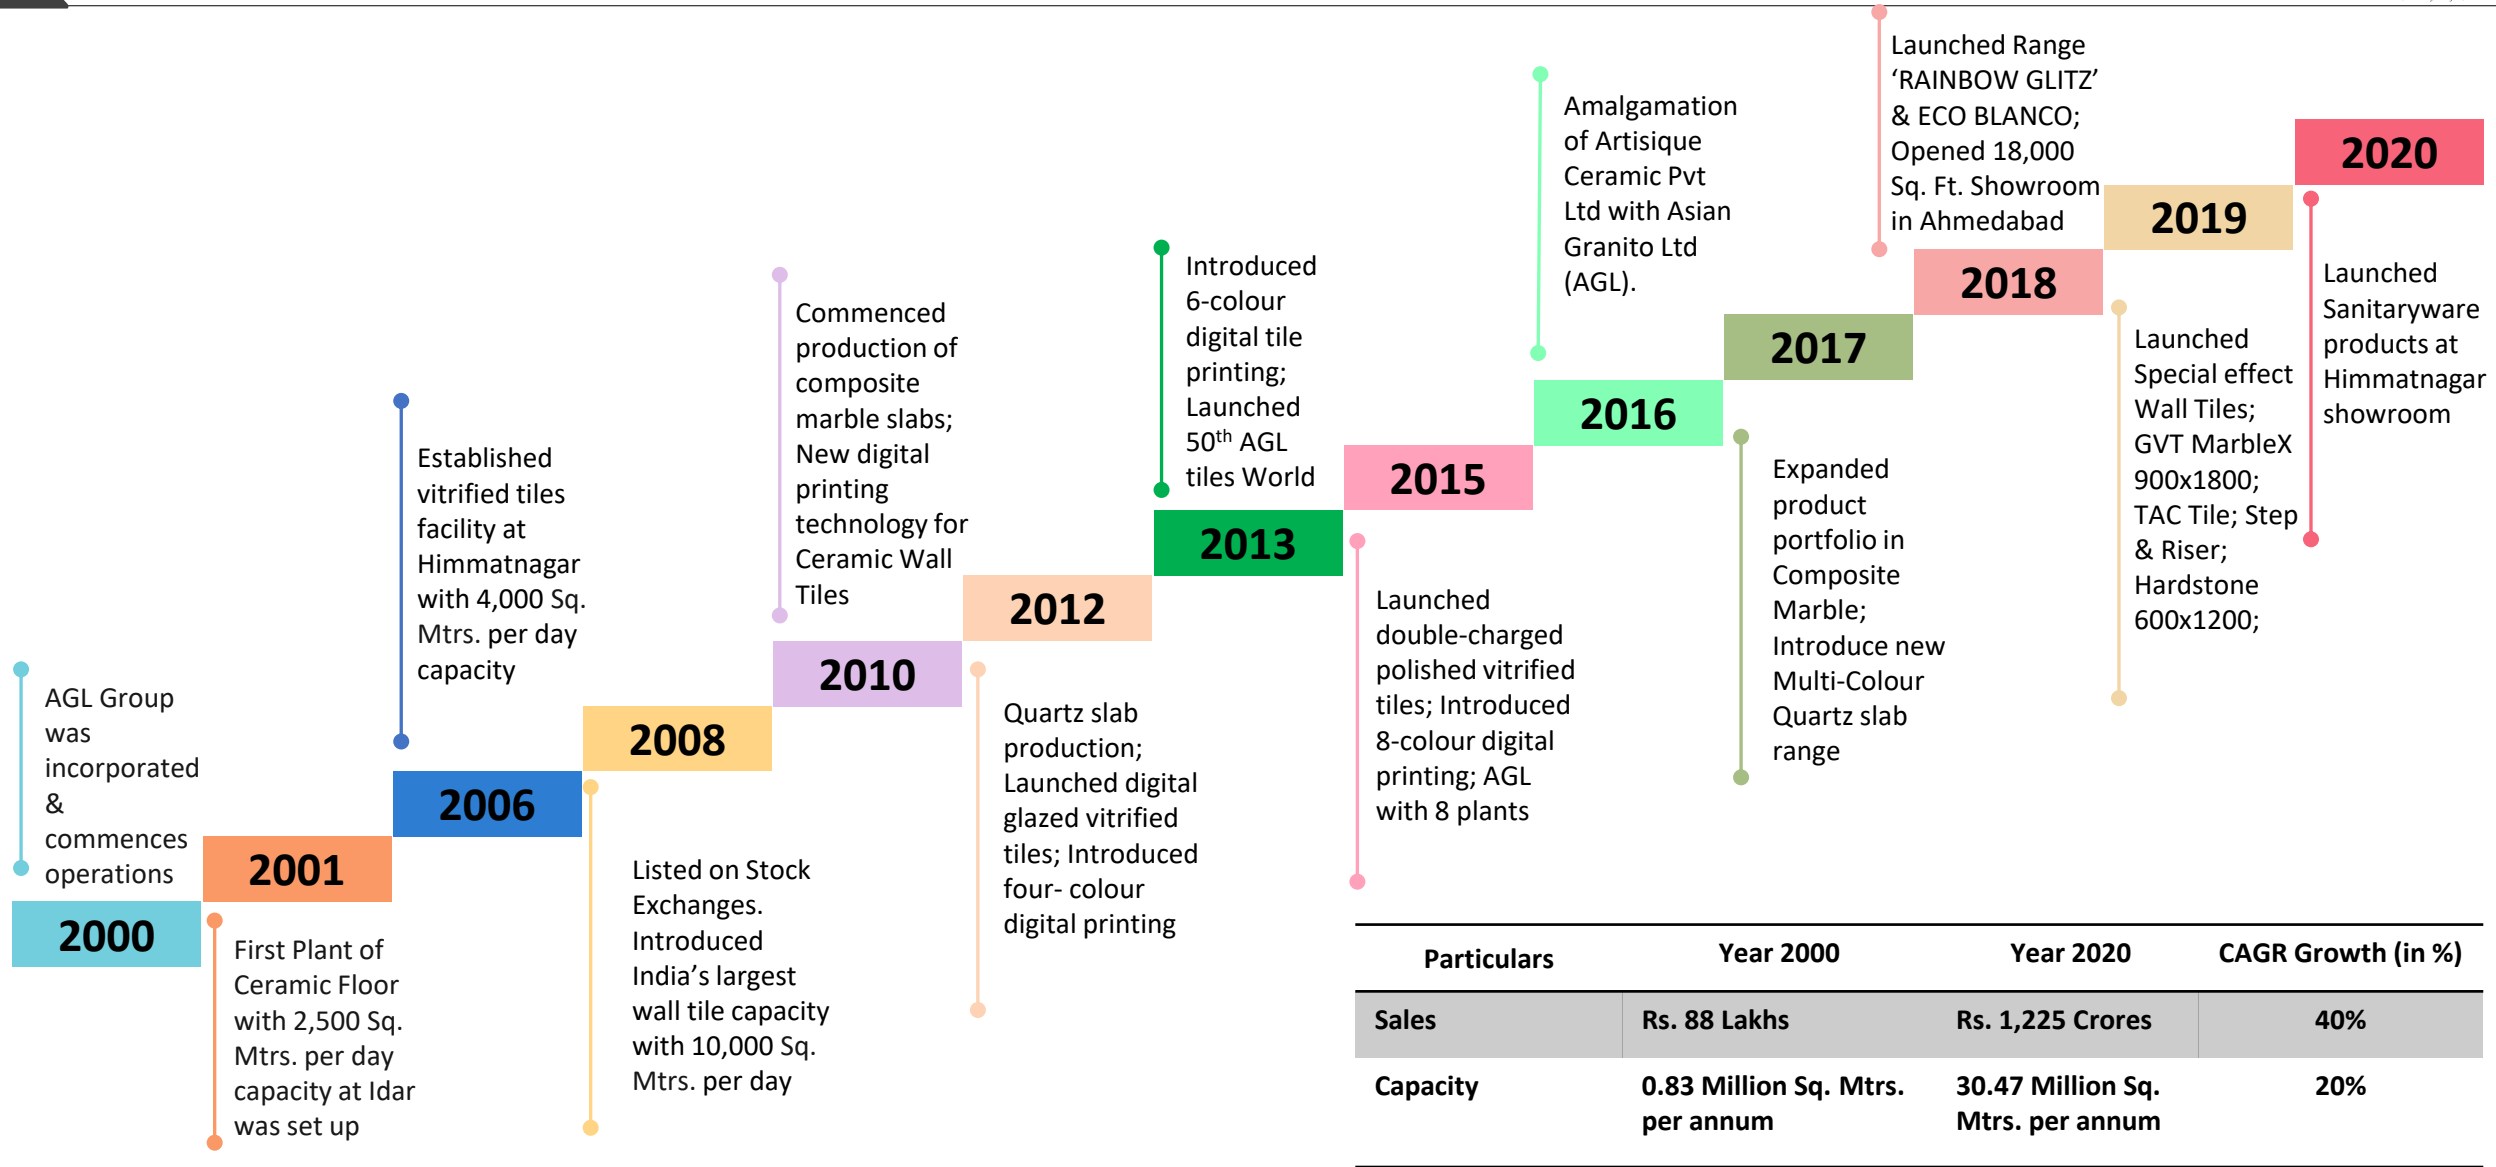 AGL Group
was
incorporated
&
commences
operations
2000
2001
First Plant of
Ceramic Floor
with 2,500 Sq.
Mtrs. per day
capacity at Idar
was set up
Established
vitrified tiles
facility at
Himmatnagar
with 4,000 Sq.
Mtrs. per day
capacity
2006
2008
Listed on Stock
Exchanges.
Introduced
India’s largest
wall tile capacity
with 10,000 Sq.
Mtrs. per day
Commenced
production of
composite
marble slabs;
New digital
printing
technology for
Ceramic Wall
Tiles
2010
2012
Quartz slab
production;
Launched digital
glazed vitrified
tiles; Introduced
four- colour
digital printing
Introduced
6-colour
digital tile
printing;
Launched
50th AGL
tiles World
2013
2015
Launched
double-charged
polished vitrified
tiles; Introduced
8-colour digital
printing; AGL
with 8 plants
Amalgamation
of Artisique
Ceramic Pvt
Ltd with Asian
Granito Ltd
(AGL).
2016
2017
Expanded
product
portfolio in
Composite
Marble;
Introduce new
Multi-Colour
Quartz slab
range
Launched Range
‘RAINBOW GLITZ’
& ECO BLANCO;
Opened 18,000
Sq. Ft. Showroom
in Ahmedabad
2018
2019
Launched
Special effect
Wall Tiles;
GVT MarbleX
900x1800;
TAC Tile; Step
& Riser;
Hardstone
600x1200;
2020
Launched
Sanitaryware
products at
Himmatnagar
showroom
Particulars Year 2000 Year 2020 CAGR Growth (in %)
Sales Rs. 88 Lakhs Rs. 1,225 Crores 40%
Capacity 0.83 Million Sq. Mtrs. 30.47 Million Sq. 20%
per annum Mtrs. per annum